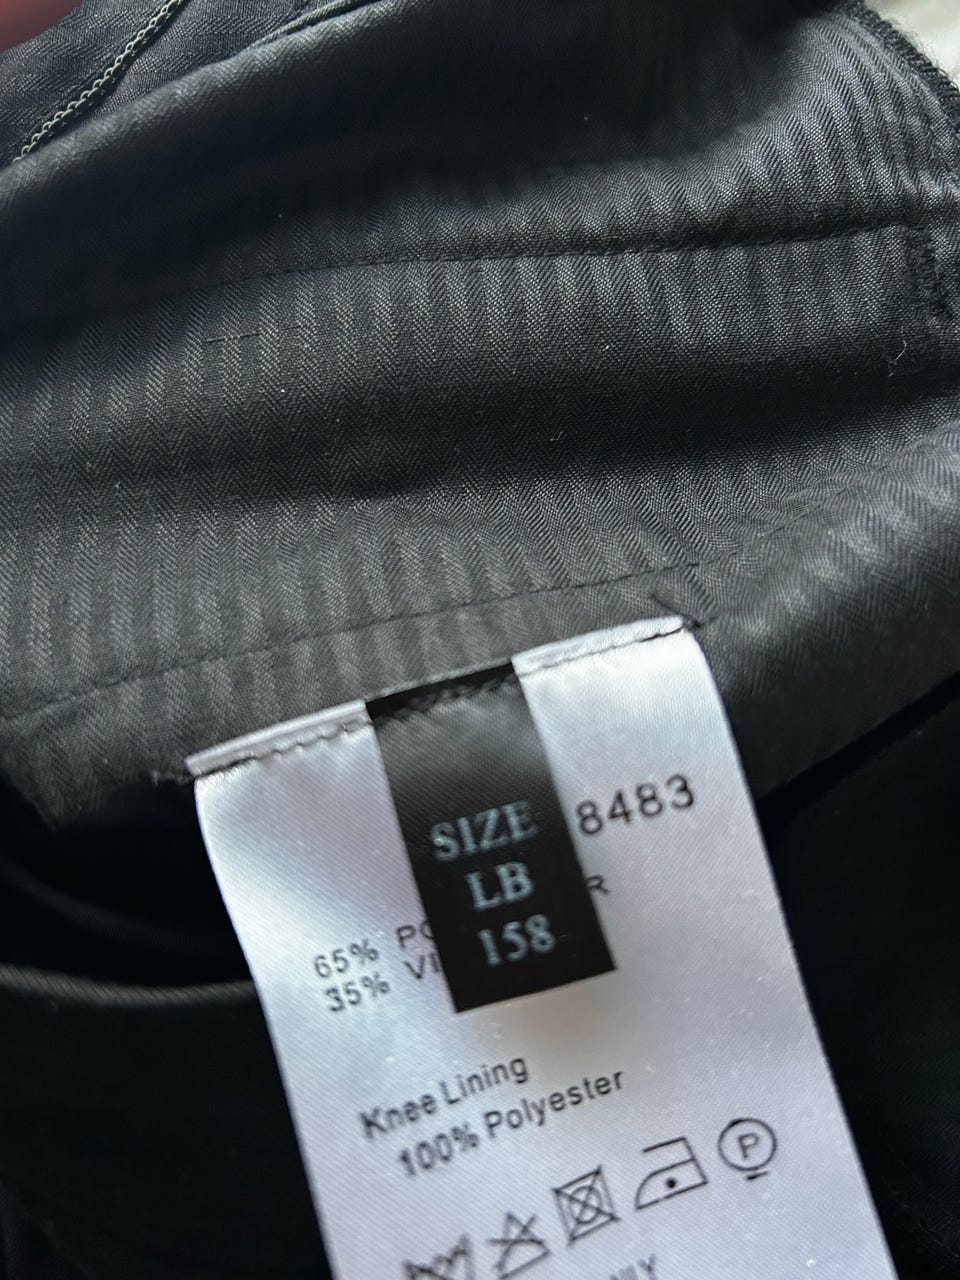 SIZE
LB
158
8483
R
65% PO
35% VI
Knee Lining
100% Polyester
P